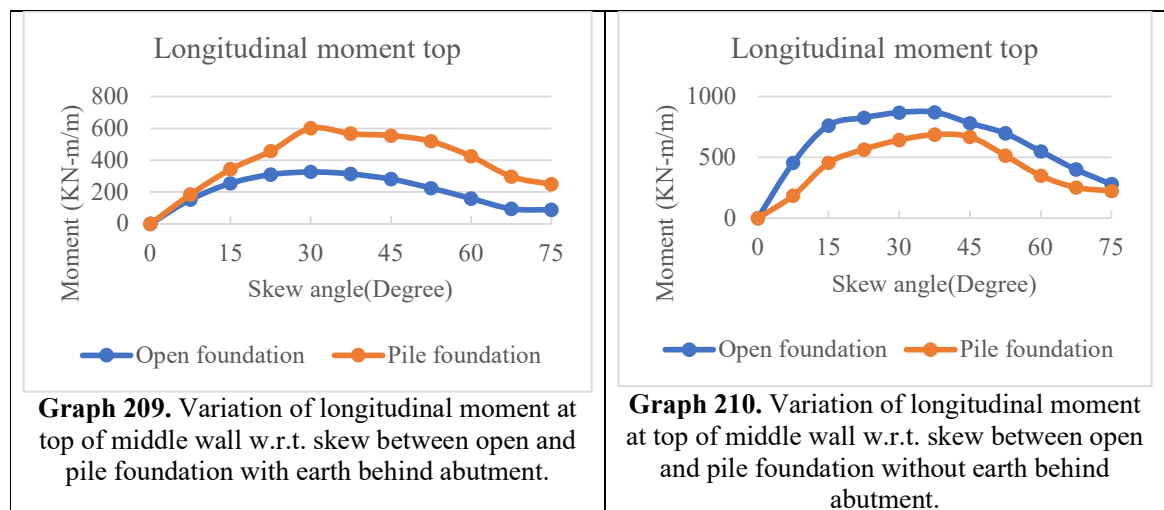 Longitudinal moment top
800
600
400
200
0
Moment (KN-m/m)
0 15 30 45 60 75
Skew angle(Degree)
Open foundation Pile foundation
Graph 209. Variation of longitudinal moment at
top of middle wall w.r.t. skew between open and
pile foundation with earth behind abutment.
Longitudinal moment top
1000
500
0
Moment (KN-m/m)
0 15 30 45 60 75
Skew angle(Degree)
Open foundation Pile foundation
Graph 210. Variation of longitudinal moment
at top of middle wall w.r.t. skew between open
and pile foundation without earth behind
abutment.